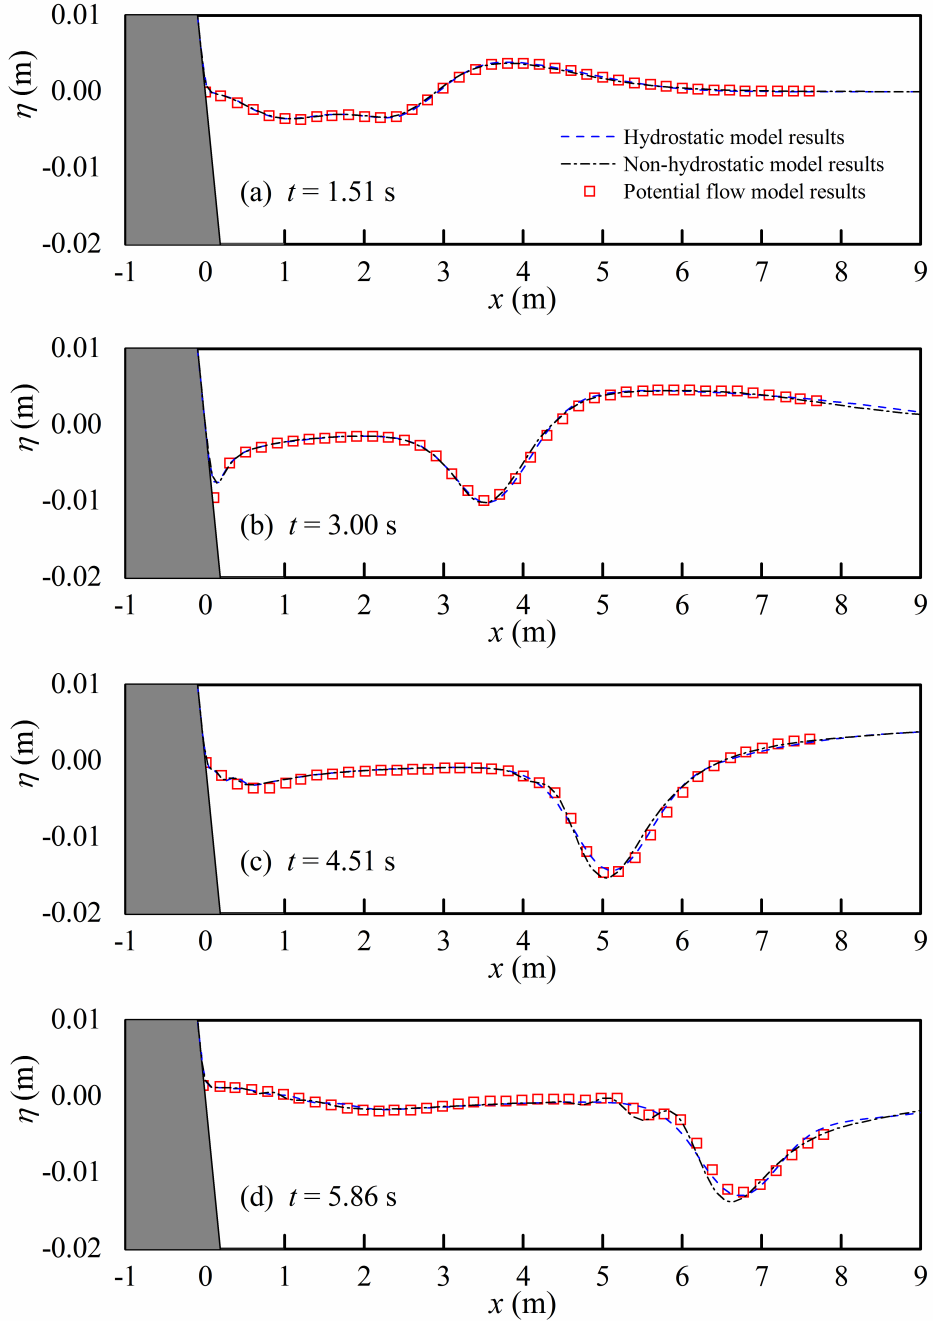 0.01
0.00
-0.01
-0.02
η (m)
Hydrostatic model results
Non-hydrostatic model results
Potential flow model results
(a) t = 1.51 s
-1 0 1 2 3 4 5 6 7 8 9
x (m)
0.01
0.00
-0.01
-0.02
η (m)
(b) t = 3.00 s
-1 0 1 2 3 4 5 6 7 8 9
x (m)
0.01
0.00
-0.01
-0.02
η (m)
(c) t = 4.51 s
-1 0 1 2 3 4 5 6 7 8 9
x (m)
0.01
0.00
-0.01
-0.02
η (m)
(d) t = 5.86 s
-1 0 1 2 3 4 5 6 7 8 9
x (m)